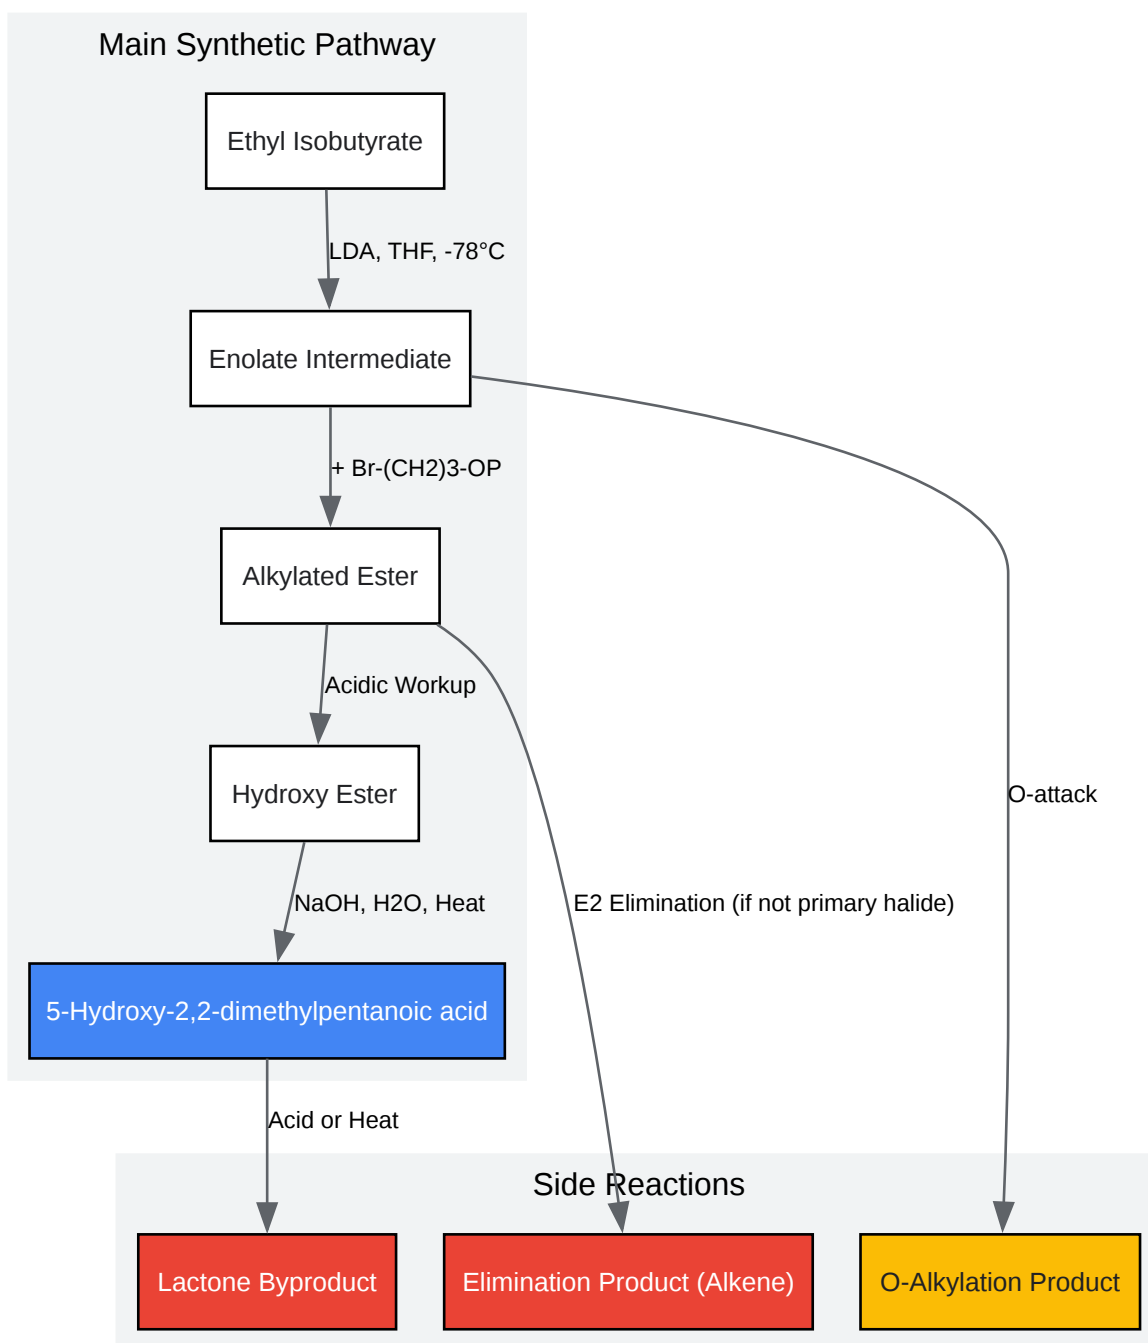 Main Synthetic Pathway
Ethyl Isobutyrate
LDA, THF, -78°C
Enolate Intermediate
+ Br-(CH2)3-OP
Alkylated Ester
Acidic Workup
Hydroxy Ester
O-attack
NaOH, H2O, Heat
E2 Elimination (if not primary halide)
5-Hydroxy-2,2-dimethylpentanoic acid
Acid or Heat
Side Reactions
Lactone Byproduct
Elimination Product (Alkene)
O-Alkylation Product